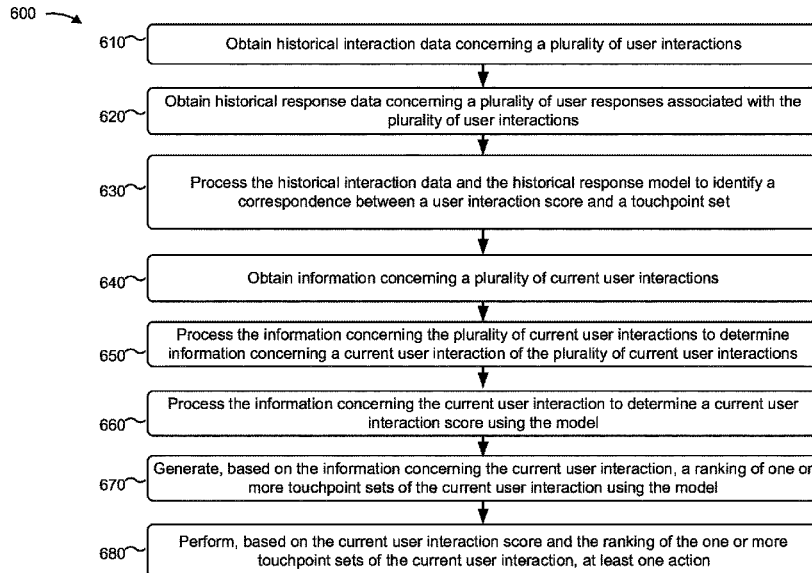 600
610
Obtain historical interaction data concerning a plurality of user interactions
620
Obtain historical response data concerning a plurality of user responses associated with the
plurality of user interactions
630
Process the historical interaction data and the historical response model to identify a
correspondence between a user interaction score and a touchpoint set
640
Obtain information concerning a plurality of current user interactions
650
Process the information concerning the plurality of current user interactions to determine
information concerning a current user interaction of the plurality of current user interactions
660
Process the information concerning the current user interaction to determine a current user
interaction score using the model
670
Generate, based on the information concerning the current user interaction, a ranking of one or
more touchpoint sets of the current user interaction using the model
680
Perform, based on the current user interaction score and the ranking of the one or more
touchpoint sets of the current user interaction, at least one action